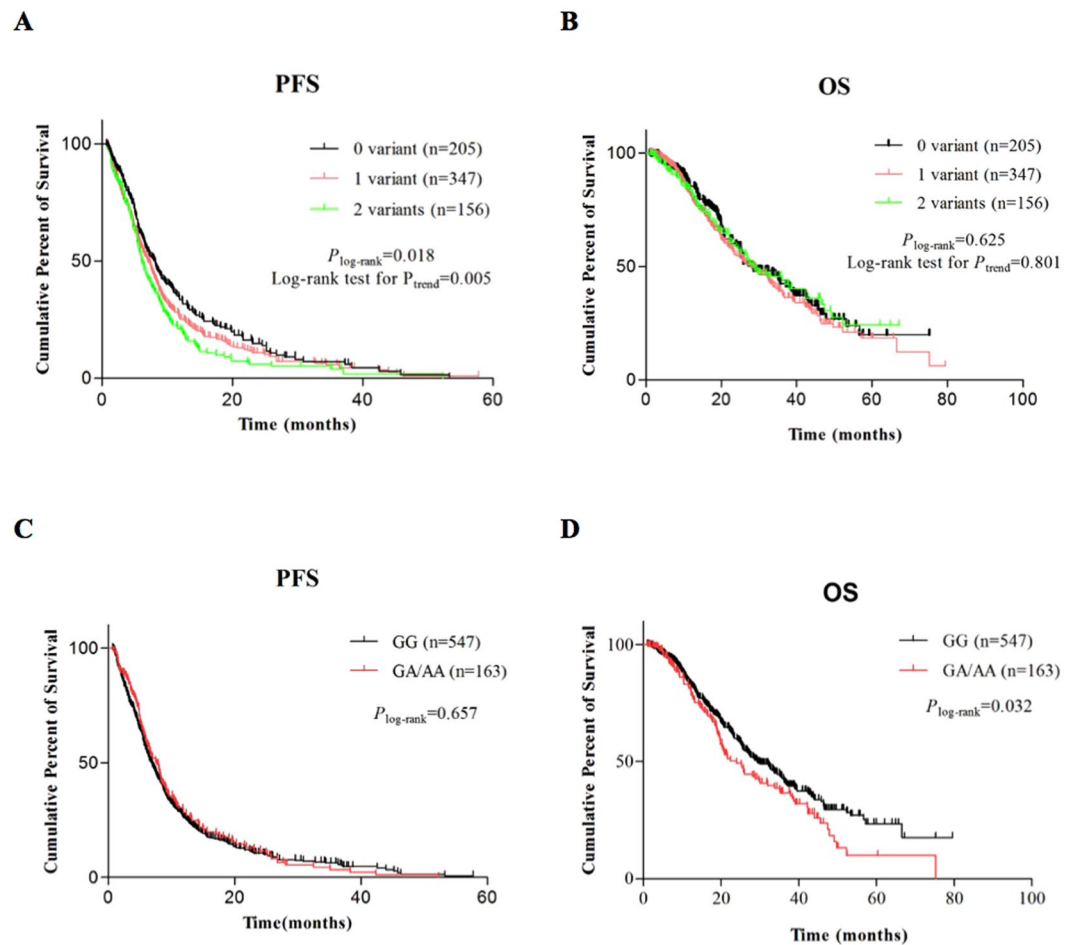 A
PFS
Cumulative Percent of Survival
100
50
0
0 variant (n=205)
1 variant (n=347)
2 variants (n=156)
Plog-rank=0.018
Log-rank test for Ptrend=0.005
0 20 40 60
Time (months)
B
OS
Cumulative Percent of Survival
100
50
0
0 variant (n=205)
1 variant (n=347)
2 variants (n=156)
Plog-rank=0.625
Log-rank test for Ptrend=0.801
0 20 40 60 80 100
Time (months)
C
PFS
Cumulative Percent of Survival
100
50
0
GG (n=547)
GA/AA (n=163)
Plog-rank=0.657
0 20 40 60
Time(months)
D
OS
Cumulative Percent of Survival
100
50
0
GG (n=547)
GA/AA (n=163)
Plog-rank=0.032
0 20 40 60 80 100
Time (months)